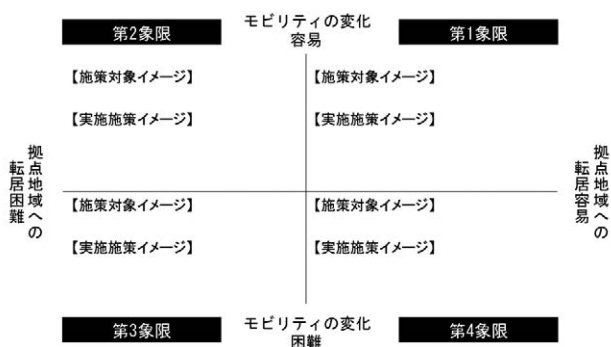 第2象限
モビリティの変化
容易
第1象限
【施策対象イメージ】
【施策対象イメージ】
【実施施策イメージ】
【実施施策イメージ】
拠点地域への
転居困難
拠点地域への
転居容易
【施策対象イメージ】
【施策対象イメージ】
【実施施策イメージ】
【実施施策イメージ】
第3象限
モビリティの変化
困難
第4象限